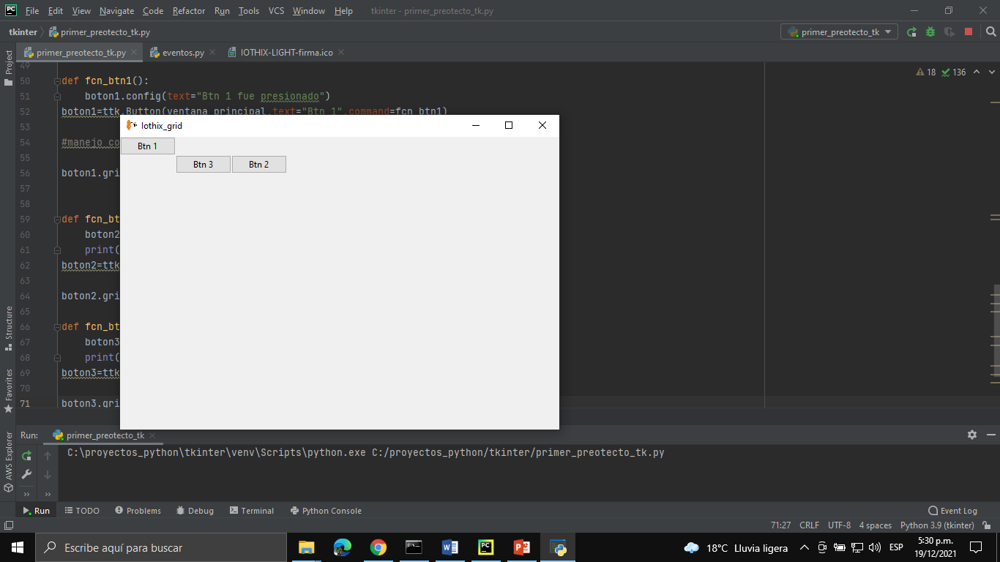 File Edit View Navigate Code Refactor Run Tools VCS Window Help tkinter - primer_preotecto_tk.py
tkinter primer_preotecto_tk.py primer_preotecto_tk
primer_preotecto_tk.py eventos.py IOTHIX-LIGHT-firma.ico
Project
49
50 def fcn_btn1():
18 136
51 boton1.config(text="Btn 1 fue presionado")
52 boton1=ttk.Button(ventana_principal,text="Btn 1",command=fcn_btn1)
53
54 #manejo co
55
56 boton1.gri
57
58
59 def fcn_bt
60 boton2
61 print(
62 boton2=ttk
63
64 boton2.gri
65
66 def fcn_bt
67 boton3
68 print(
69 boton3=ttk
70
71 boton3.gri
Iothix_grid
Btn 1
Btn 3 Btn 2
Structure
Favorites
AWS Explorer
Run: primer_preotecto_tk
C:\proyectos_python\tkinter\venv\Scripts\python.exe C:/proyectos_python/tkinter/primer_preotecto_tk.py
Run TODO Problems Debug Terminal Python Console Event Log
71:27 CRLF UTF-8 4 spaces Python 3.9 (tkinter)
Escribe aquí para buscar
18°C Lluvia ligera ESP
5:30 p.m.
19/12/2021